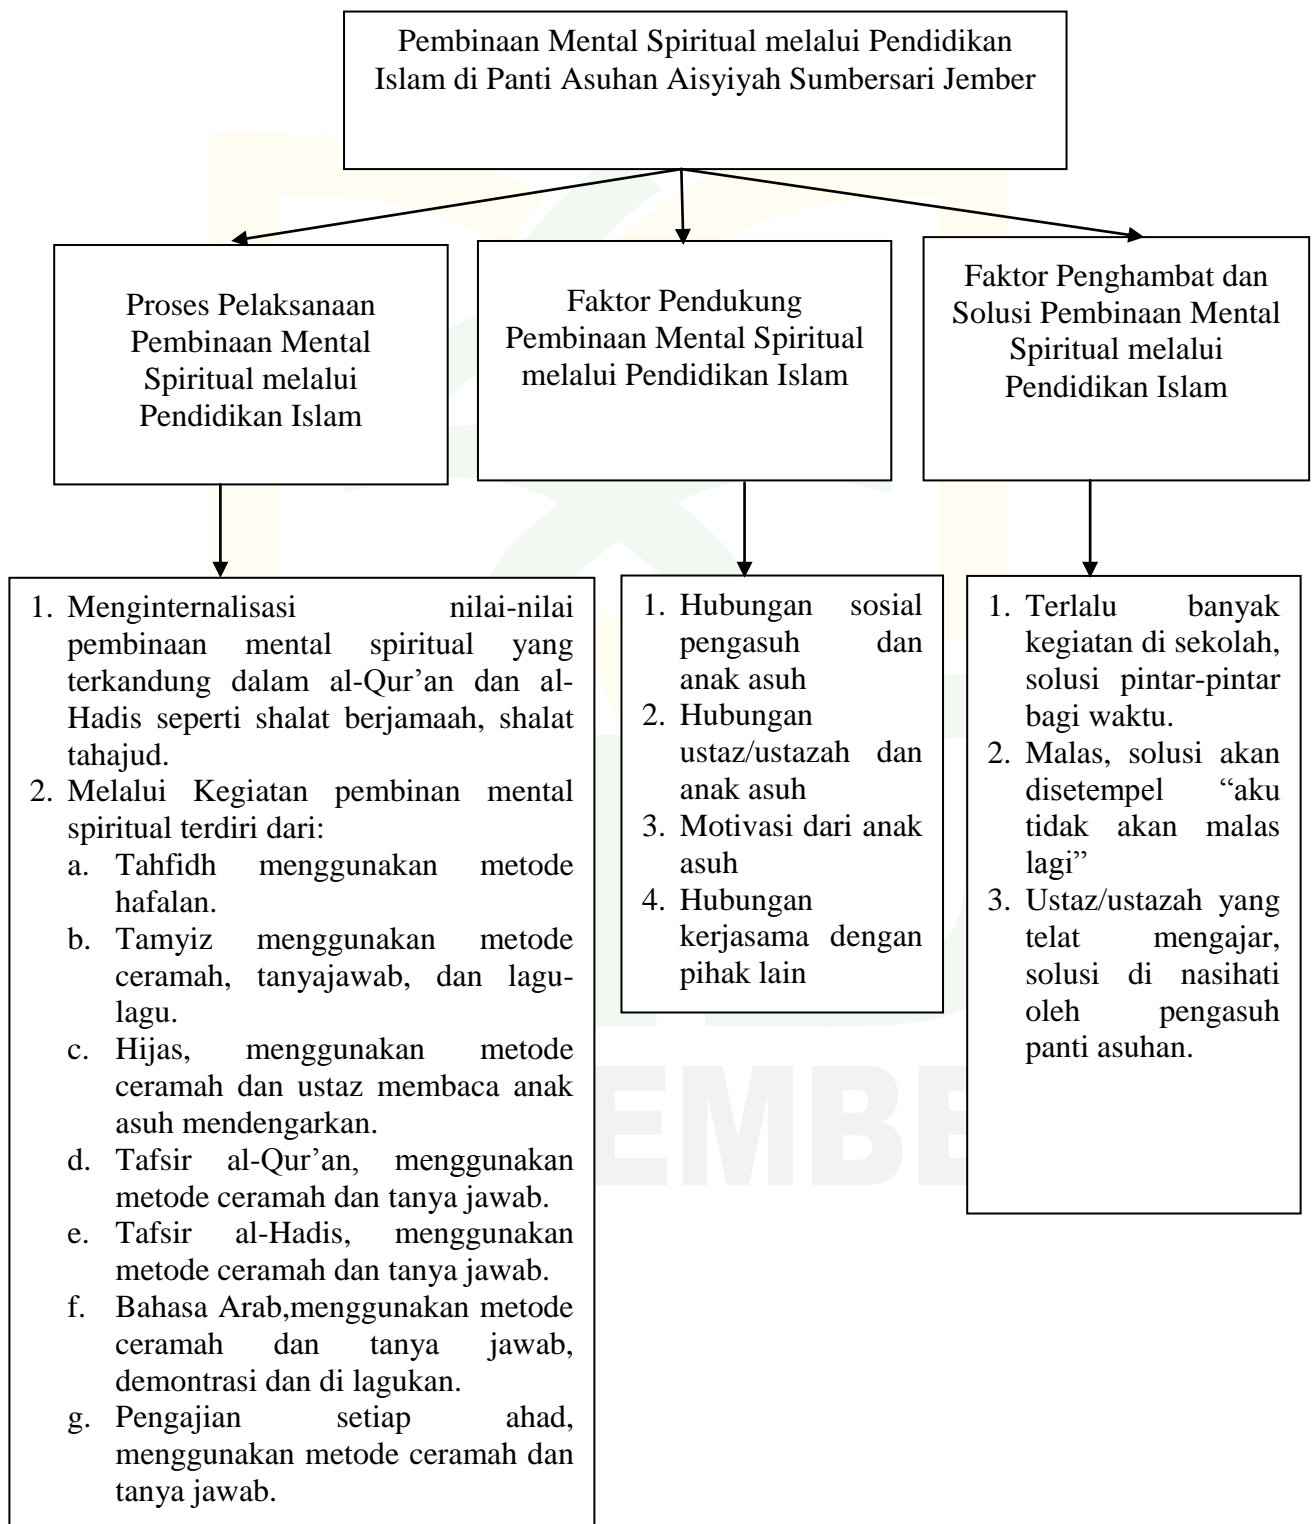 Pembinaan Mental Spiritual melalui Pendidikan
Islam di Panti Asuhan Aisyiyah Sumbersari Jember
Proses Pelaksanaan
Pembinaan Mental
Spiritual melalui
Pendidikan Islam
Faktor Pendukung
Pembinaan Mental Spiritual
melalui Pendidikan Islam
Faktor Penghambat dan
Solusi Pembinaan Mental
Spiritual melalui
Pendidikan Islam
1. Menginternalisasi nilai-nilai
pembinaan mental spiritual yang
terkandung dalam al-Qur’an dan al-
Hadis seperti shalat berjamaah, shalat
tahajud.
2. Melalui Kegiatan pembinan mental
spiritual terdiri dari:
a. Tahfidh menggunakan metode
hafalan.
b. Tamyiz menggunakan metode
ceramah, tanyajawab, dan lagu-
lagu.
c. Hijas, menggunakan metode
ceramah dan ustaz membaca anak
asuh mendengarkan.
d. Tafsir al-Qur’an, menggunakan
metode ceramah dan tanya jawab.
e. Tafsir al-Hadis, menggunakan
metode ceramah dan tanya jawab.
f. Bahasa Arab,menggunakan metode
ceramah dan tanya jawab,
demontrasi dan di lagukan.
g. Pengajian setiap ahad,
menggunakan metode ceramah dan
tanya jawab.
1. Hubungan sosial
pengasuh dan
anak asuh
2. Hubungan
ustaz/ustazah dan
anak asuh
3. Motivasi dari anak
asuh
4. Hubungan
kerjasama dengan
pihak lain
1. Terlalu banyak
kegiatan di sekolah,
solusi pintar-pintar
bagi waktu.
2. Malas, solusi akan
disetempel “aku
tidak akan malas
lagi”
3. Ustaz/ustazah yang
telat mengajar,
solusi di nasihati
oleh pengasuh
panti asuhan.
EMBE